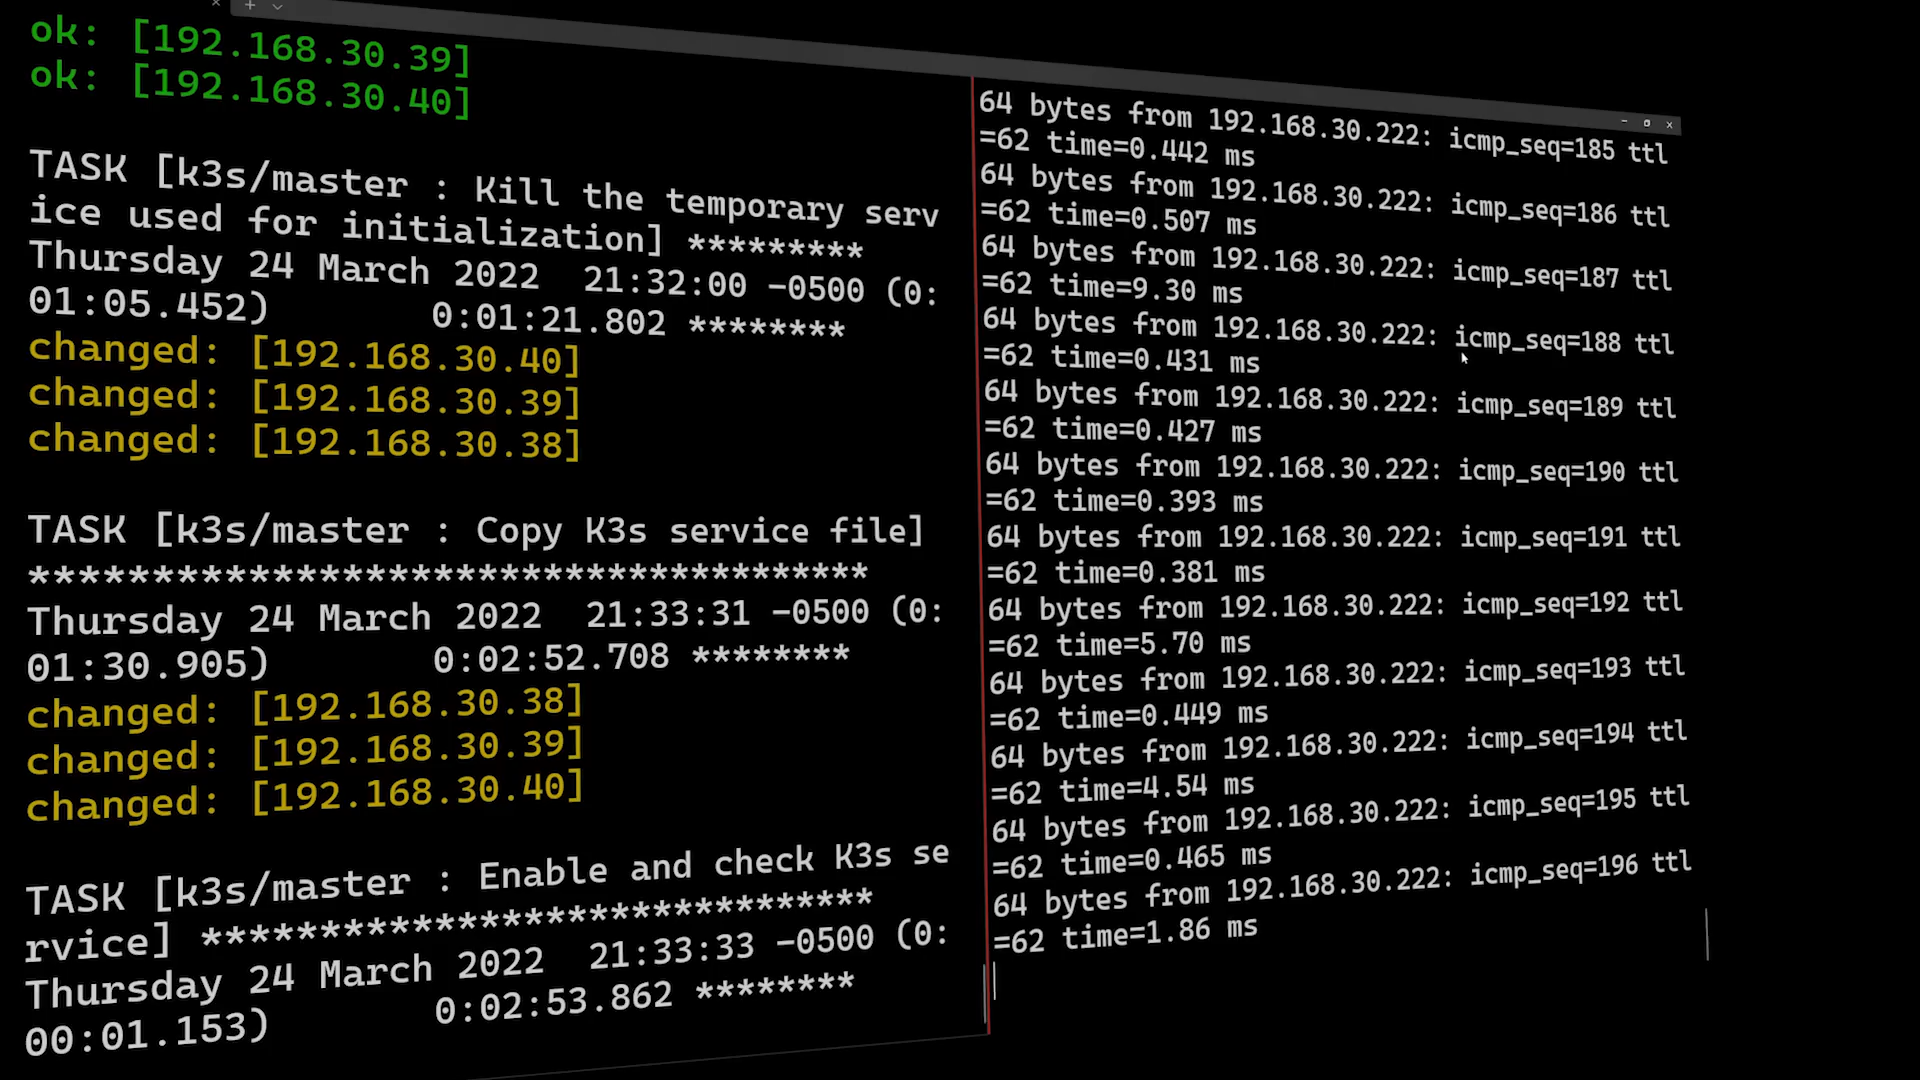 ok: [192.168.30.39]
ok: [192.168.30.40]
TASK [k3s/master : Kill the temporary serv
ice used for initialization] *********
Thursday 24 March 2022  21:32:00 -0500 (0:
01:05.452)       0:01:21.802 ********
changed: [192.168.30.40]
changed: [192.168.30.39]
changed: [192.168.30.38]
TASK [k3s/master : Copy K3s service file]
************************************
Thursday 24 March 2022  21:33:31 -0500 (0:
01:30.905)       0:02:52.708 ********
changed: [192.168.30.38]
changed: [192.168.30.39]
changed: [192.168.30.40]
TASK [k3s/master : Enable and check K3s se
rvice] *****************************
Thursday 24 March 2022  21:33:33 -0500 (0:
00:01.153)       0:02:53.862 ********
64 bytes from 192.168.30.222: icmp_seq=185 ttl
=62 time=0.442 ms
64 bytes from 192.168.30.222: icmp_seq=186 ttl
=62 time=0.507 ms
64 bytes from 192.168.30.222: icmp_seq=187 ttl
=62 time=9.30 ms
64 bytes from 192.168.30.222: icmp_seq=188 ttl
=62 time=0.431 ms
64 bytes from 192.168.30.222: icmp_seq=189 ttl
=62 time=0.427 ms
64 bytes from 192.168.30.222: icmp_seq=190 ttl
=62 time=0.393 ms
64 bytes from 192.168.30.222: icmp_seq=191 ttl
=62 time=0.381 ms
64 bytes from 192.168.30.222: icmp_seq=192 ttl
=62 time=5.70 ms
64 bytes from 192.168.30.222: icmp_seq=193 ttl
=62 time=0.449 ms
64 bytes from 192.168.30.222: icmp_seq=194 ttl
=62 time=4.54 ms
64 bytes from 192.168.30.222: icmp_seq=195 ttl
=62 time=0.465 ms
64 bytes from 192.168.30.222: icmp_seq=196 ttl
=62 time=1.86 ms